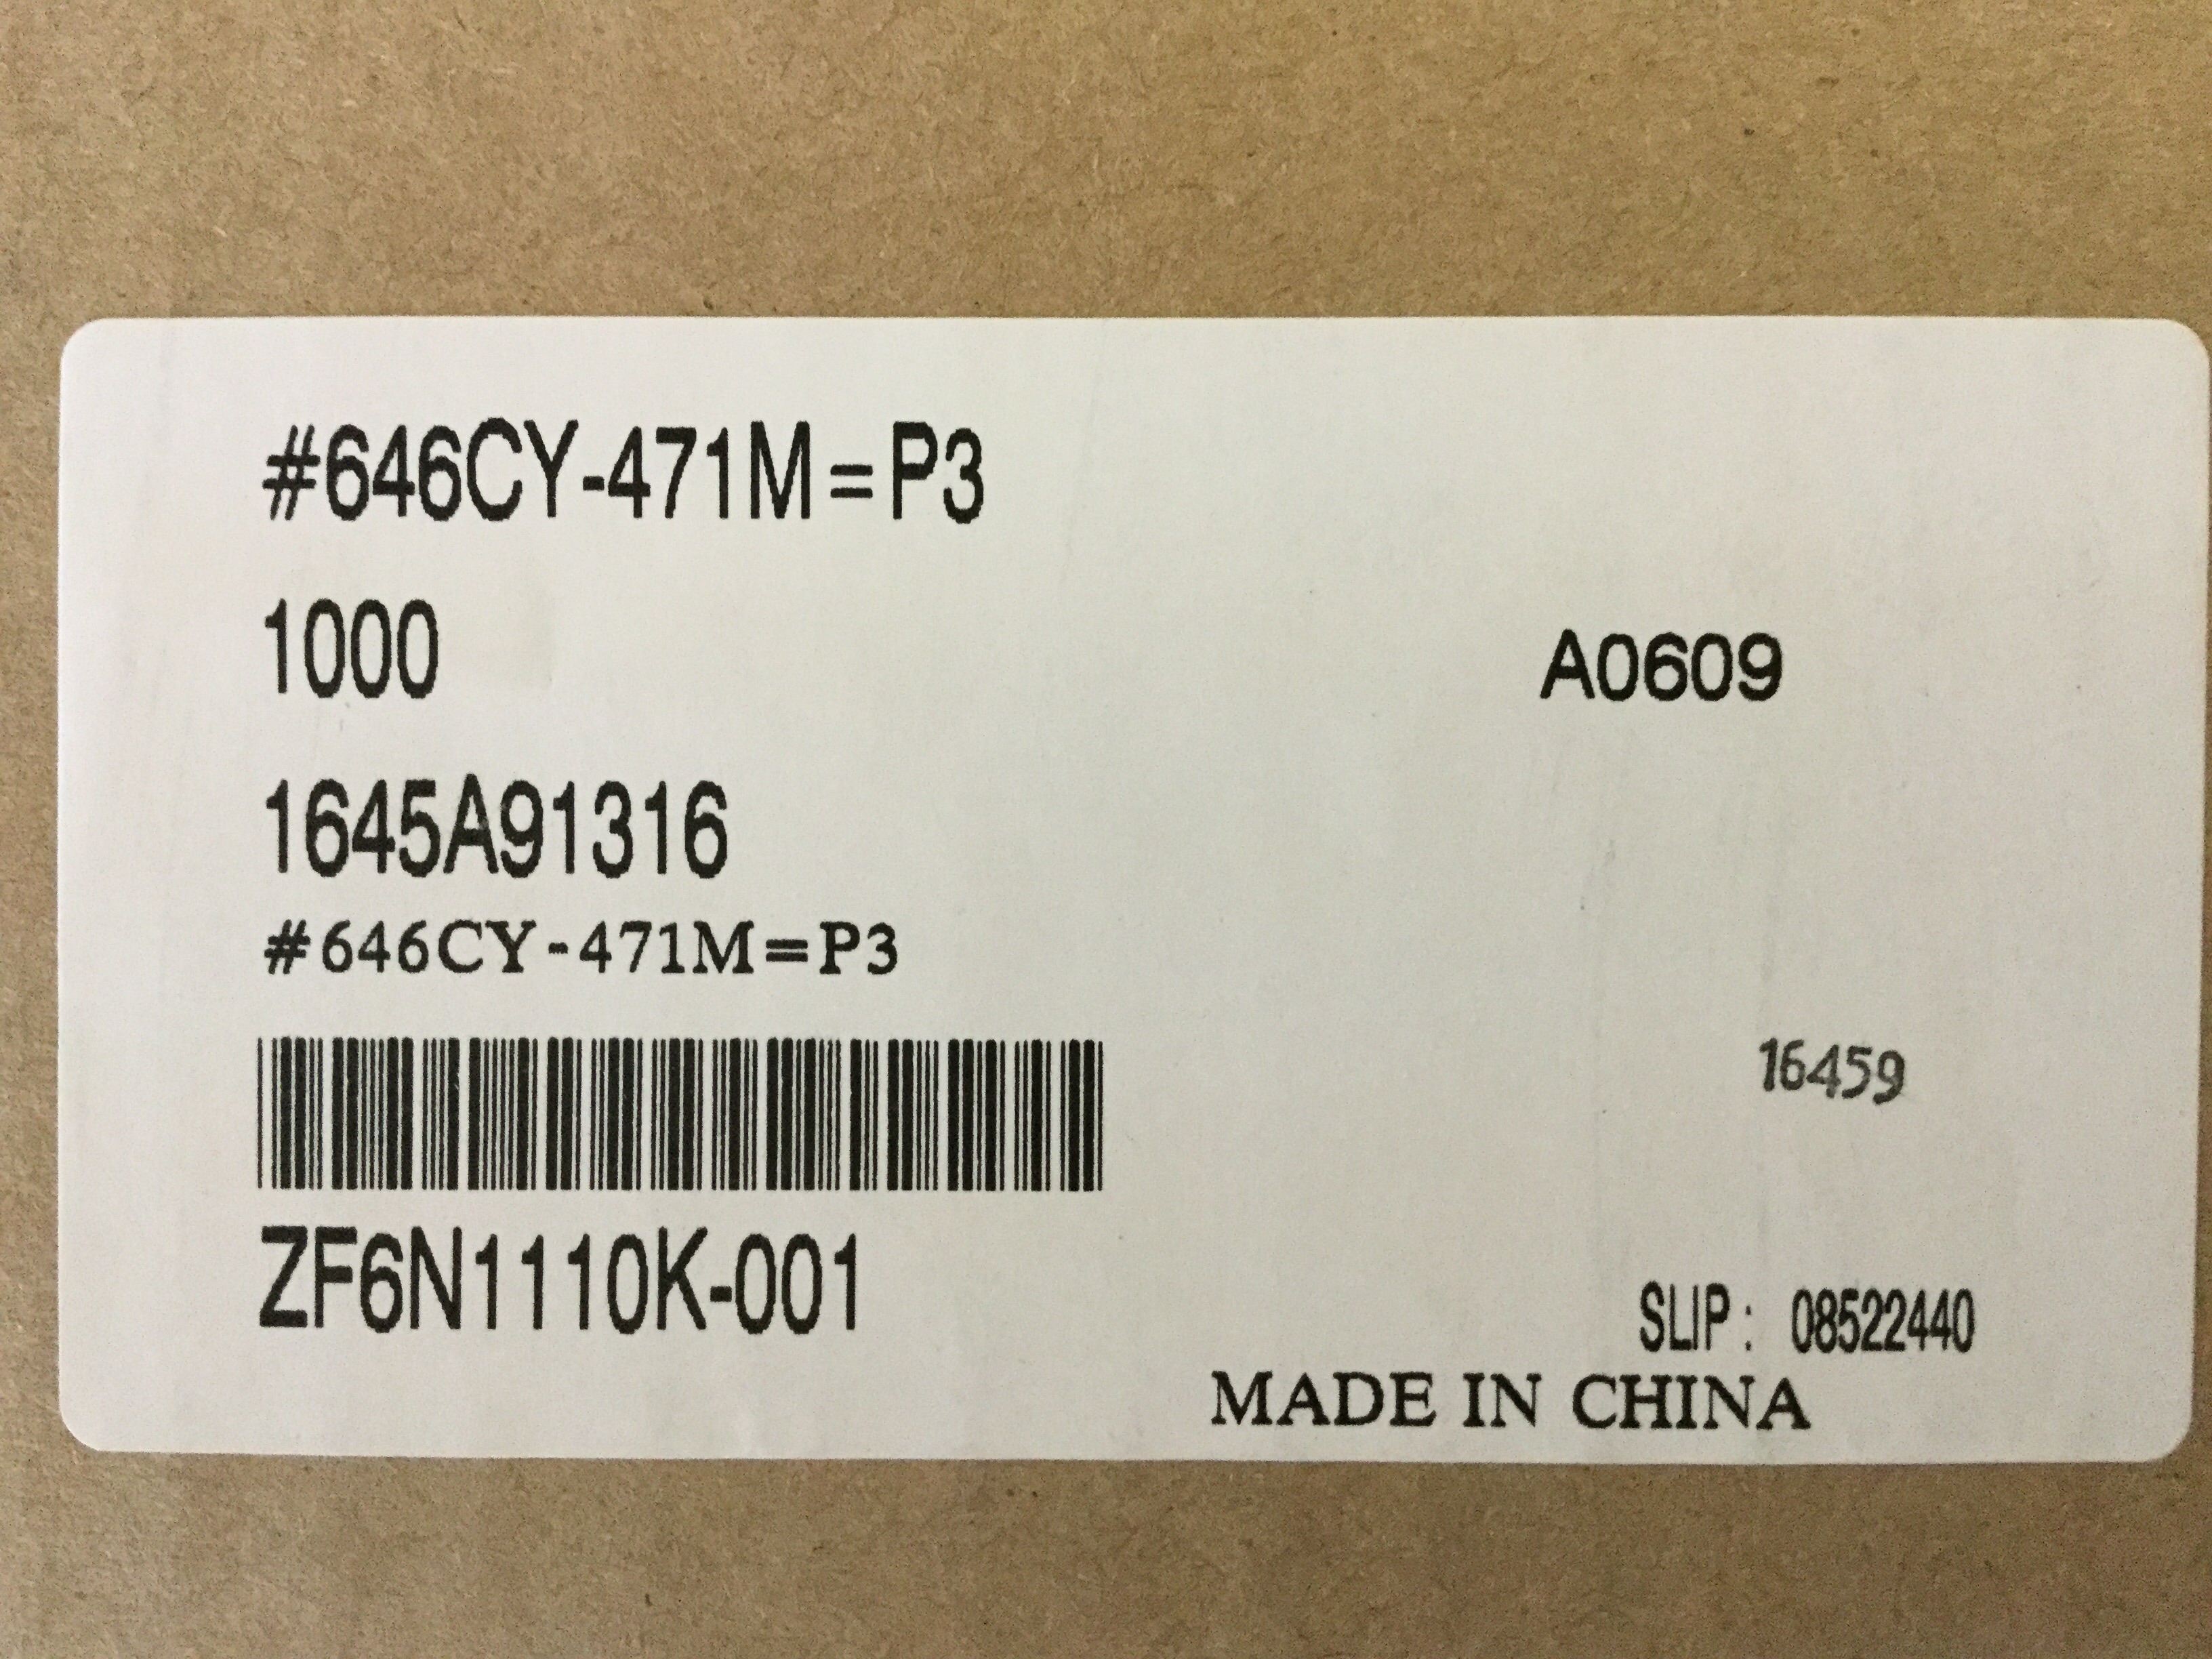 #646CY-471M=P3
1000
A0609
1645A91316
#646CY-471M=P3
16459
ZF6N1110K-001
SLIP: 08522440
MADE IN CHINA